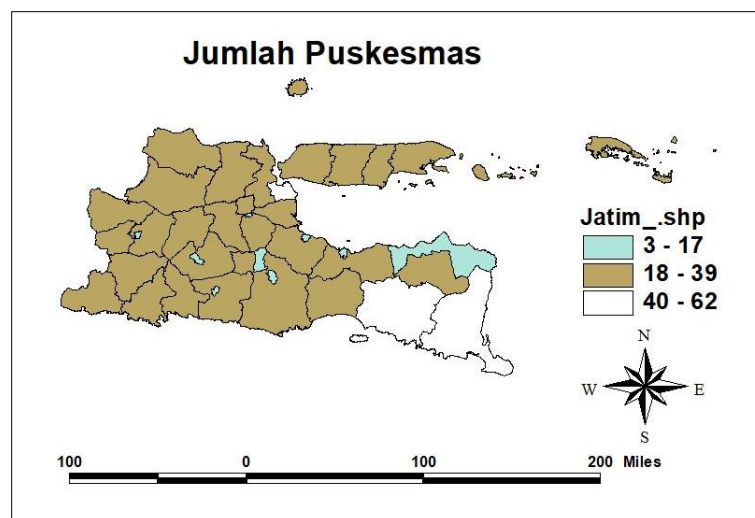 Jumlah Puskesmas
Jatim_.shp
3 - 17
18 - 39
40 - 62
N
W E
S
100 0 100 200 Miles